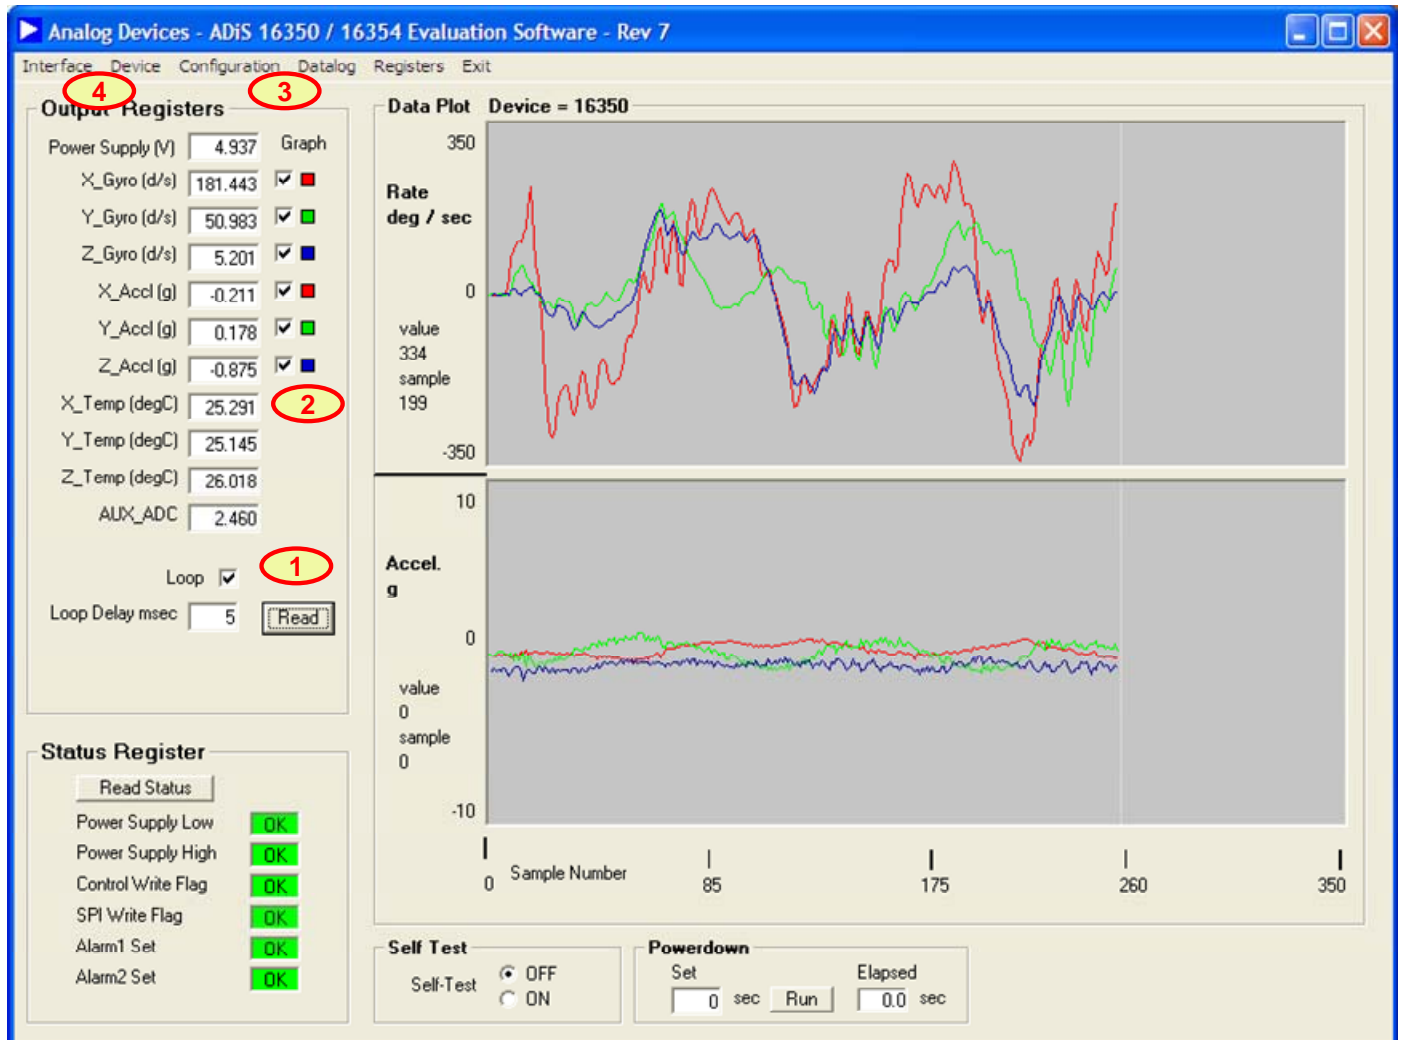 Analog Devices - ADiS 16350 / 16354 Evaluation Software - Rev 7
Interface Device Configuration Datalog Registers Exit
4
3
Output Registers
Power Supply (V) 4.937 Graph
X_Gyro (d/s) 181.443
Y_Gyro (d/s) 50.983
Z_Gyro (d/s) 5.201
X_Accl (g) -0.211
Y_Accl (g) 0.178
Z_Accl (g) -0.875
X_Temp (degC) 25.291
2
Y_Temp (degC) 25.145
Z_Temp (degC) 26.018
AUX_ADC 2.460
1
Loop
Loop Delay msec 5 Read
Status Register
Read Status
Power Supply Low OK
Power Supply High OK
Control Write Flag OK
SPI Write Flag OK
Alarm1 Set OK
Alarm2 Set OK
Data Plot Device = 16350
350
Rate
deg / sec
0
value
334
sample
199
-350
10
Accel.
g
0
value
0
sample
0
-10
0 Sample Number 85 175 260 350
Self Test
Self-Test OFF
ON
Powerdown
Set Elapsed
0 sec Run 0.0 sec